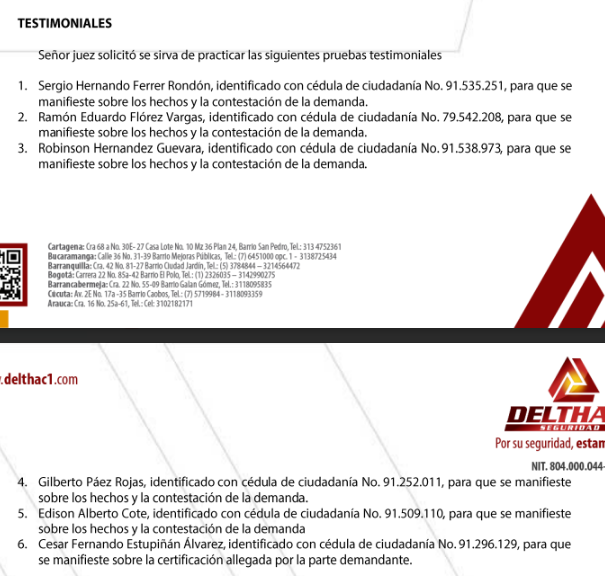 TESTIMONIALES
Señor juez solicitó se sirva de practicar las siguientes pruebas testimoniales
1. Sergio Hernando Ferrer Rondón, identificado con cédula de ciudadanía No. 91.535.251, para que se
manifieste sobre los hechos y la contestación de la demanda.
2. Ramón Eduardo Flórez Vargas, identificado con cédula de ciudadanía No. 79.542.208, para que se
manifieste sobre los hechos y la contestación de la demanda.
3. Robinson Hernandez Guevara, identificado con cédula de ciudadanía No. 91.538.973, para que se
manifieste sobre los hechos y la contestación de la demanda.
Cartagena: Cra 68 a No. 30E- 27 Casa Lote No. 10 Mz 36 Plan 24, Barrio San Pedro, Tel.: 313 4752361
Bucaramanga: Calle 36 No. 31-39 Barrio Mejoras Públicas, Tel.: (7) 6451000 opc. 1 - 3138725434
Barranquilla: Cra. 42 No. 81-27 Barrio Ciudad Jardín, Tel.: (5) 3784844 – 3214564472
Bogotá: Carrera 22 No. 85a-42 Barrio El Polo, Tel.: (1) 2326035 – 3142990275
Barrancabermeja: Cra. 22 No. 55-09 Barrio Galan Gómez, Tel.: 3118095835
Cúcuta: Av. 2E No. 17a -35 Barrio Caobos, Tel.: (7) 5719984 - 3118093359
Arauca: Cra. 16 No. 25a-61, Tel.: Cel: 3102182171
.delthac1.com
DELTHA
SEGURIDAD
Por su seguridad, estam
NIT. 804.000.044-
4. Gilberto Páez Rojas, identificado con cédula de ciudadanía No. 91.252.011, para que se manifieste
sobre los hechos y la contestación de la demanda.
5. Edison Alberto Cote, identificado con cédula de ciudadanía No. 91.509.110, para que se manifieste
sobre los hechos y la contestación de la demanda
6. Cesar Fernando Estupiñán Álvarez, identificado con cédula de ciudadanía No. 91.296.129, para que
se manifieste sobre la certificación allegada por la parte demandante.